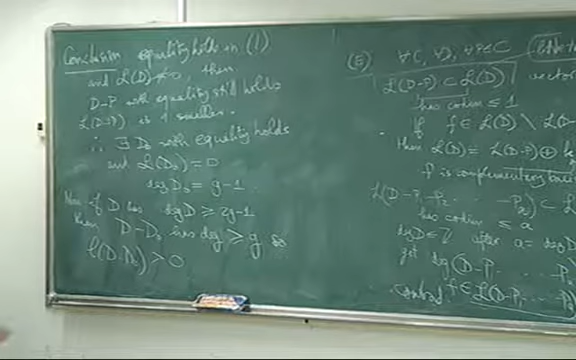 Conclusion equality holds in (1)
and L(D) ≠ 0, then
D-P with equality still holds
L(D-P) is 1 smaller.
∴ ∃ D₀ with equality holds
and L(D₀) = 0
deg D₀ = g-1
Now if D has deg D ≥ 2g-1
then D-D₀ has deg ≥ g so
l(D-D₀) > 0
(E) ∀C, ∀D, ∀P∈C
L(D-P) ⊂ L(D) vector
has codim ≤ 1
If f ∈ L(D) \ L(D-
then L(D) = L(D-P) ⊕
f is complementary
L(D-P₁-P₂ ... -Pₐ) ⊂
has codim ≤ a
deg D ∈ Z after a = deg D
get deg (D-P₁ ... -P
Contrad f ∈ L(D-P₁ ... P